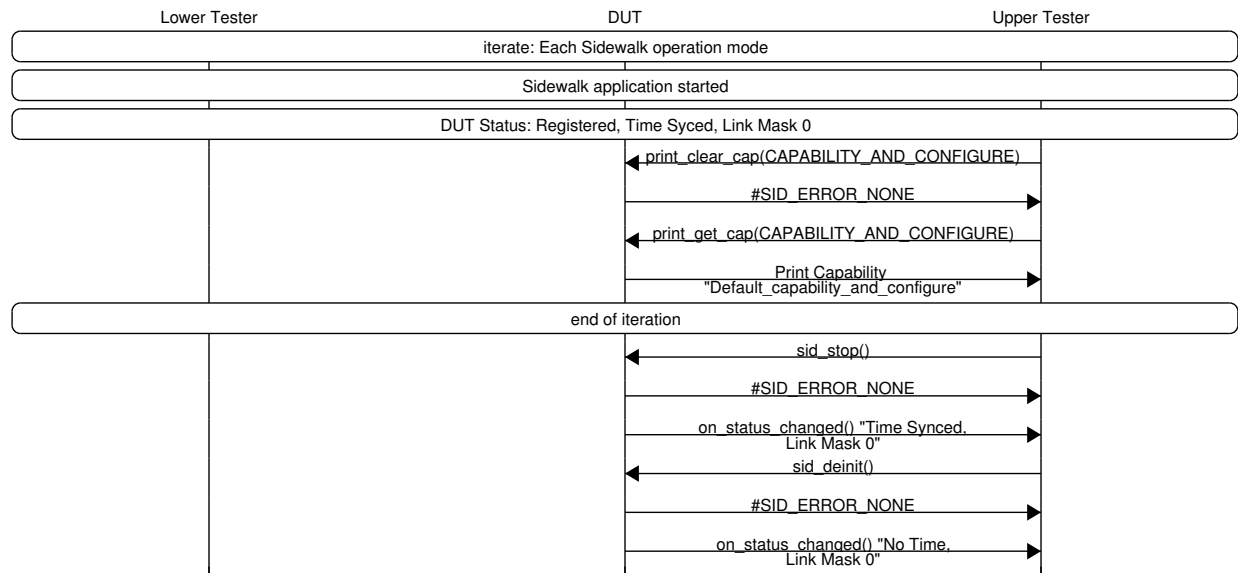 Lower Tester DUT Upper Tester
iterate: Each Sidewalk operation mode
Sidewalk application started
DUT Status: Registered, Time Syced, Link Mask 0
print_clear_cap(CAPABILITY_AND_CONFIGURE)
#SID_ERROR_NONE
print_get_cap(CAPABILITY_AND_CONFIGURE)
Print Capability
"Default_capability_and_configure"
end of iteration
sid_stop()
#SID_ERROR_NONE
on_status_changed() "Time Synced,
Link Mask 0"
sid_deinit()
#SID_ERROR_NONE
on_status_changed() "No Time,
Link Mask 0"